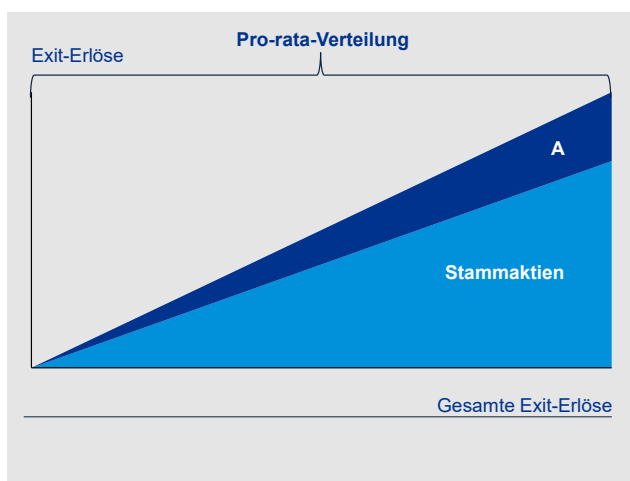 Pro-rata-Verteilung
Exit-Erlöse
A
Stammaktien
Gesamte Exit-Erlöse